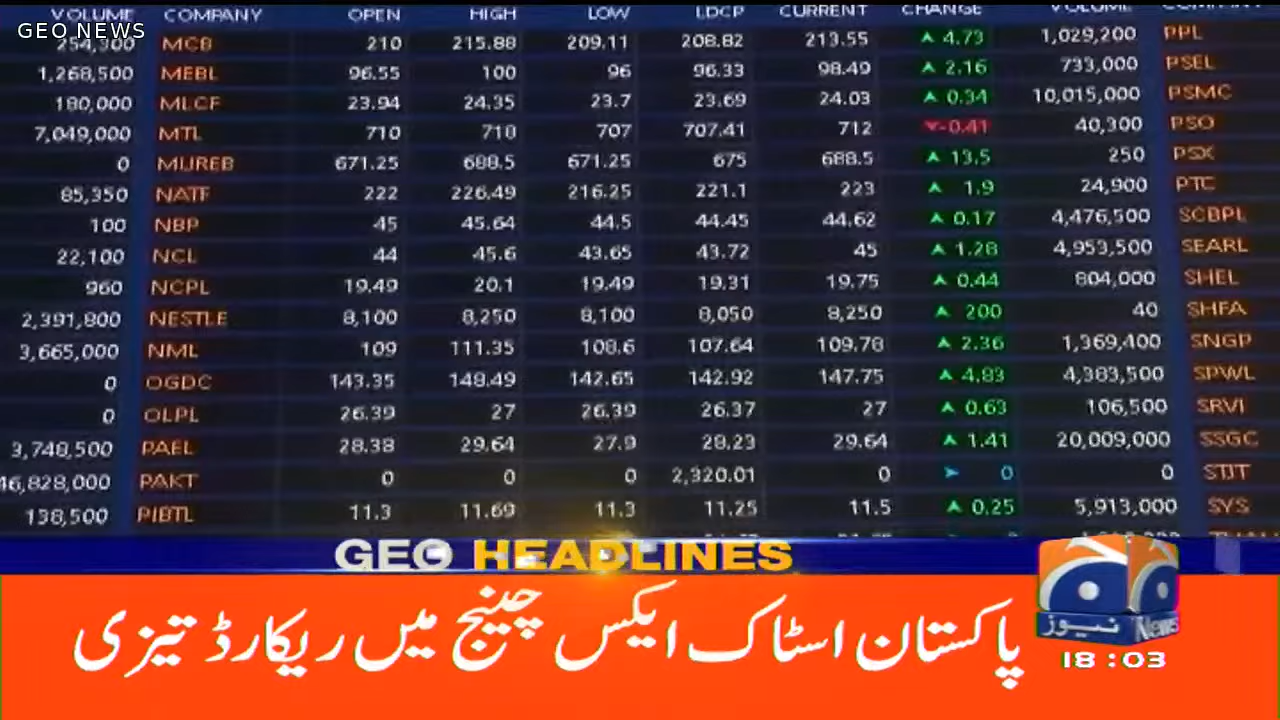 GEO NEWS
VOLUME COMPANY OPEN HIGH LOW LDCP CURRENT CHANGE VOLUME COMPANY
254,300 MCB 210 215.88 209.11 208.82 213.55 4.73 1,029,200 PPL
1,268,500 MEBL 96.55 100 96 96.33 98.49 2.16 733,000 PSEL
180,000 MLCF 23.94 24.35 23.7 23.69 24.03 0.34 10,015,000 PSMC
7,049,000 MTL 710 718 707 707.41 712 -0.41 40,300 PSO
0 MUREB 671.25 688.5 671.25 675 688.5 13.5 250 PSX
85,350 NATF 222 226.49 216.25 221.1 223 1.9 24,900 PTC
100 NBP 45 45.64 44.5 44.45 44.62 0.17 4,476,500 SCBPL
22,100 NCL 44 45.6 43.65 43.72 45 1.28 4,953,500 SEARL
960 NCPL 19.49 20.1 19.49 19.31 19.75 0.44 804,000 SHEL
2,391,800 NESTLE 8,100 8,250 8,100 8,050 8,250 200 40 SHFA
3,665,000 NML 109 111.35 108.6 107.64 109.78 2.36 1,369,400 SNGP
0 OGDC 143.35 148.49 142.65 142.92 147.75 4.83 4,383,500 SPWL
0 OLPL 26.39 27 26.39 26.37 27 0.63 106,500 SRVI
3,748,500 PAEL 28.38 29.64 27.9 28.23 29.64 1.41 20,009,000 SSGC
46,828,000 PAKT 0 0 0 2,320.01 0 0 0 STJT
138,500 PIBTL 11.3 11.69 11.3 11.25 11.5 0.25 5,913,000 SYS
GEO HEADLINES
پاکستان اسٹاک ایکس چینج میں ریکارڈ تیزی
نیوز News
18:03